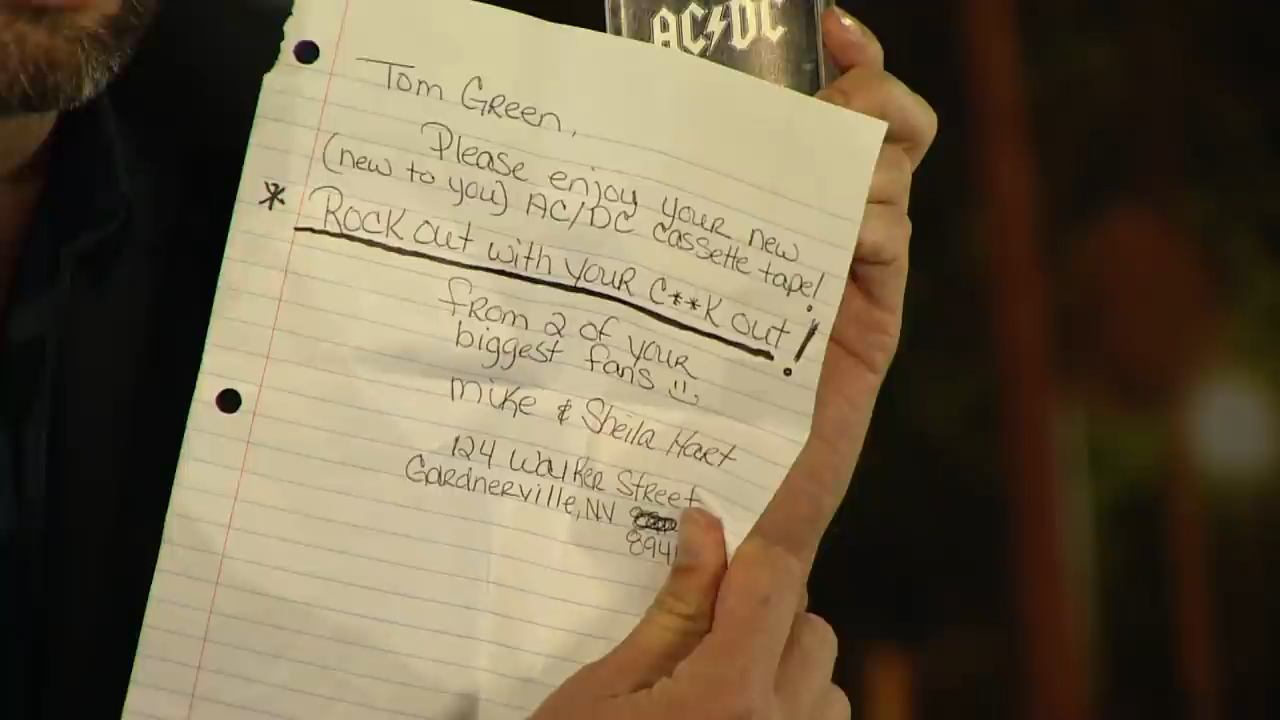 AC⚡DC
Tom Green,
Please enjoy your new
(new to you) AC/DC cassette tape!
* Rock out with your C**K out!
from 2 of your
biggest fans
mike & Sheila Hart
124 Walker Street
Gardnerville, NV